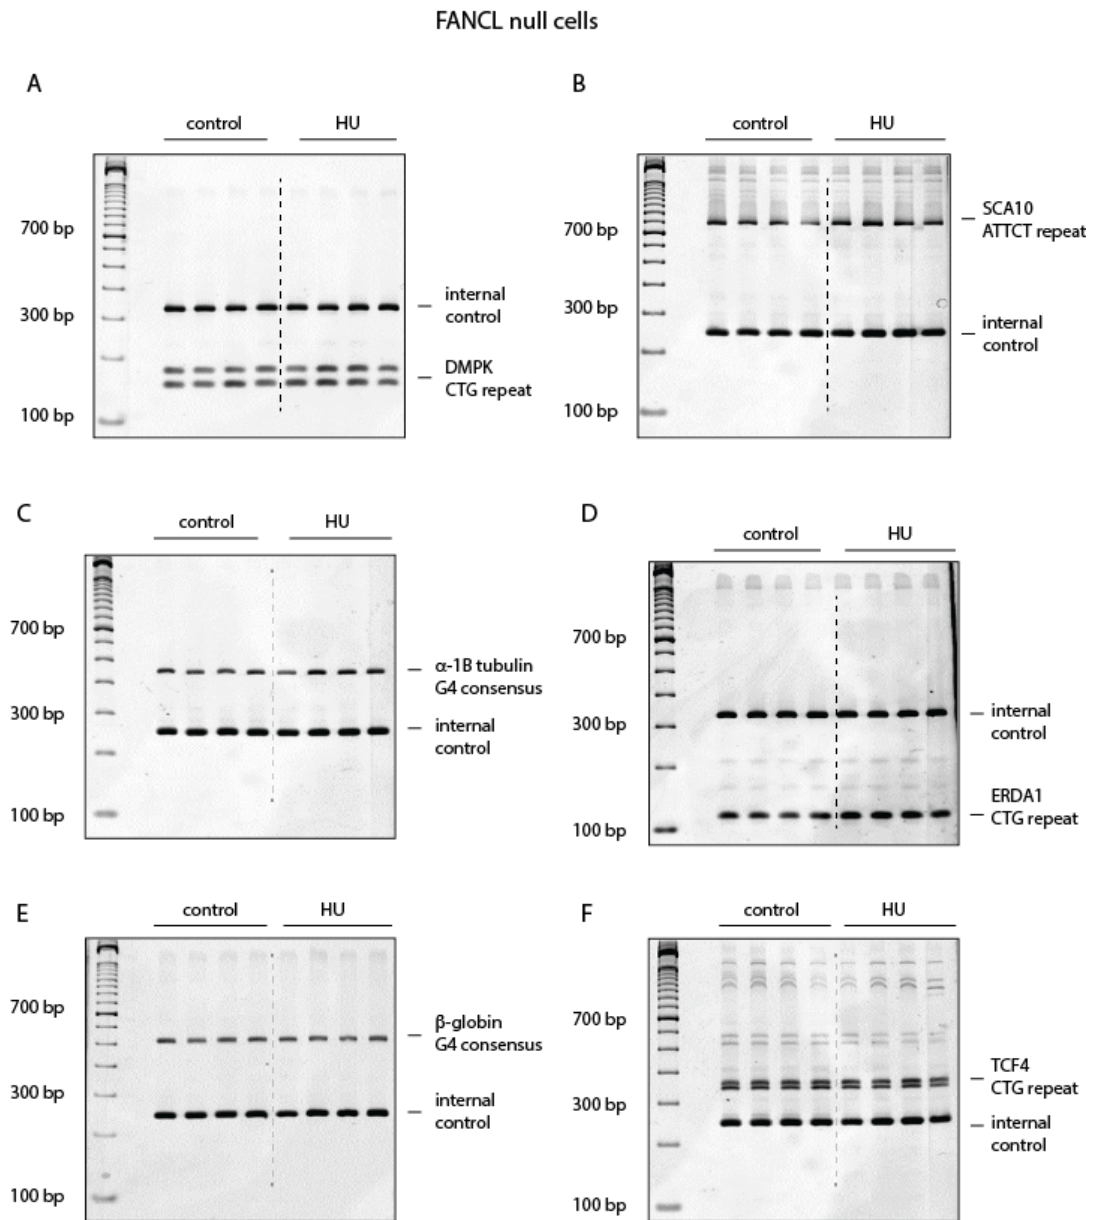 FANCL null cells
A
control
HU
700 bp
300 bp
100 bp
internal
control
DMPK
CTG repeat
B
control
HU
700 bp
300 bp
100 bp
SCA10
ATTCT repeat
internal
control
C
control
HU
700 bp
300 bp
100 bp
α-1B tubulin
G4 consensus
internal
control
D
control
HU
700 bp
300 bp
100 bp
internal
control
ERDA1
CTG repeat
E
control
HU
700 bp
300 bp
100 bp
β-globin
G4 consensus
internal
control
F
control
HU
700 bp
300 bp
100 bp
TCF4
CTG repeat
internal
control